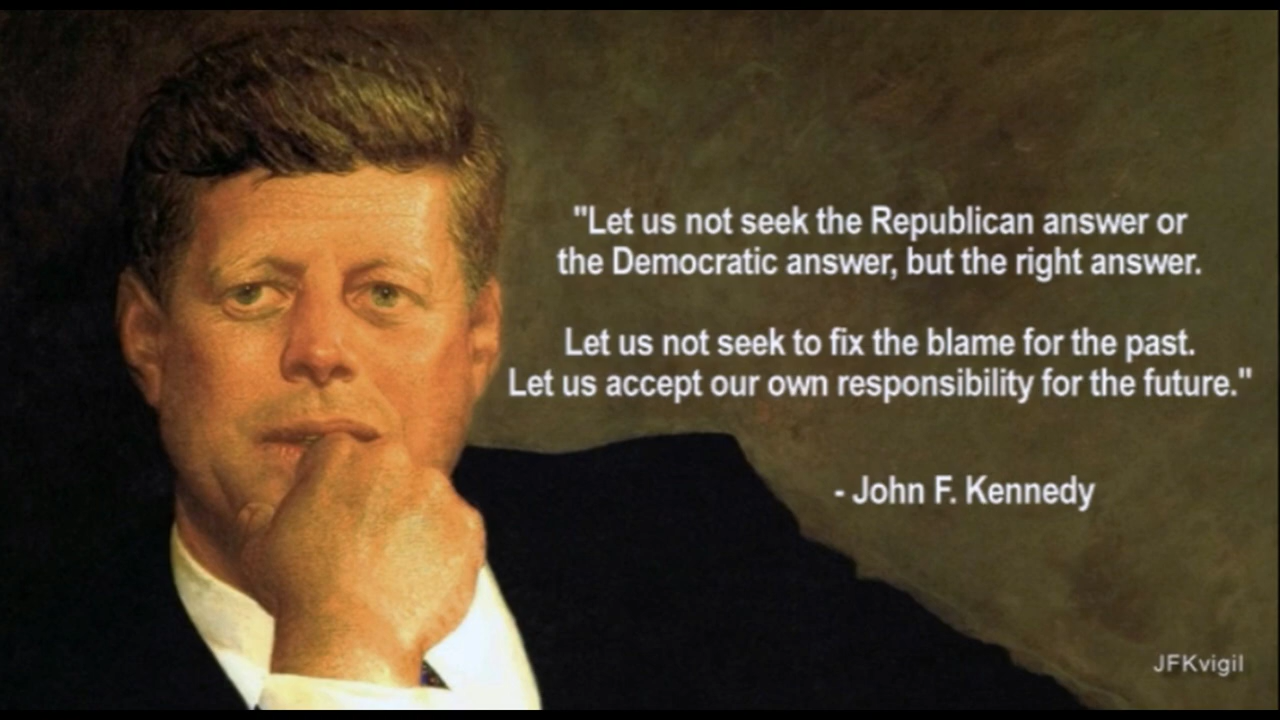 "Let us not seek the Republican answer or
the Democratic answer, but the right answer.
Let us not seek to fix the blame for the past.
Let us accept our own responsibility for the future."
- John F. Kennedy
JFKvigil